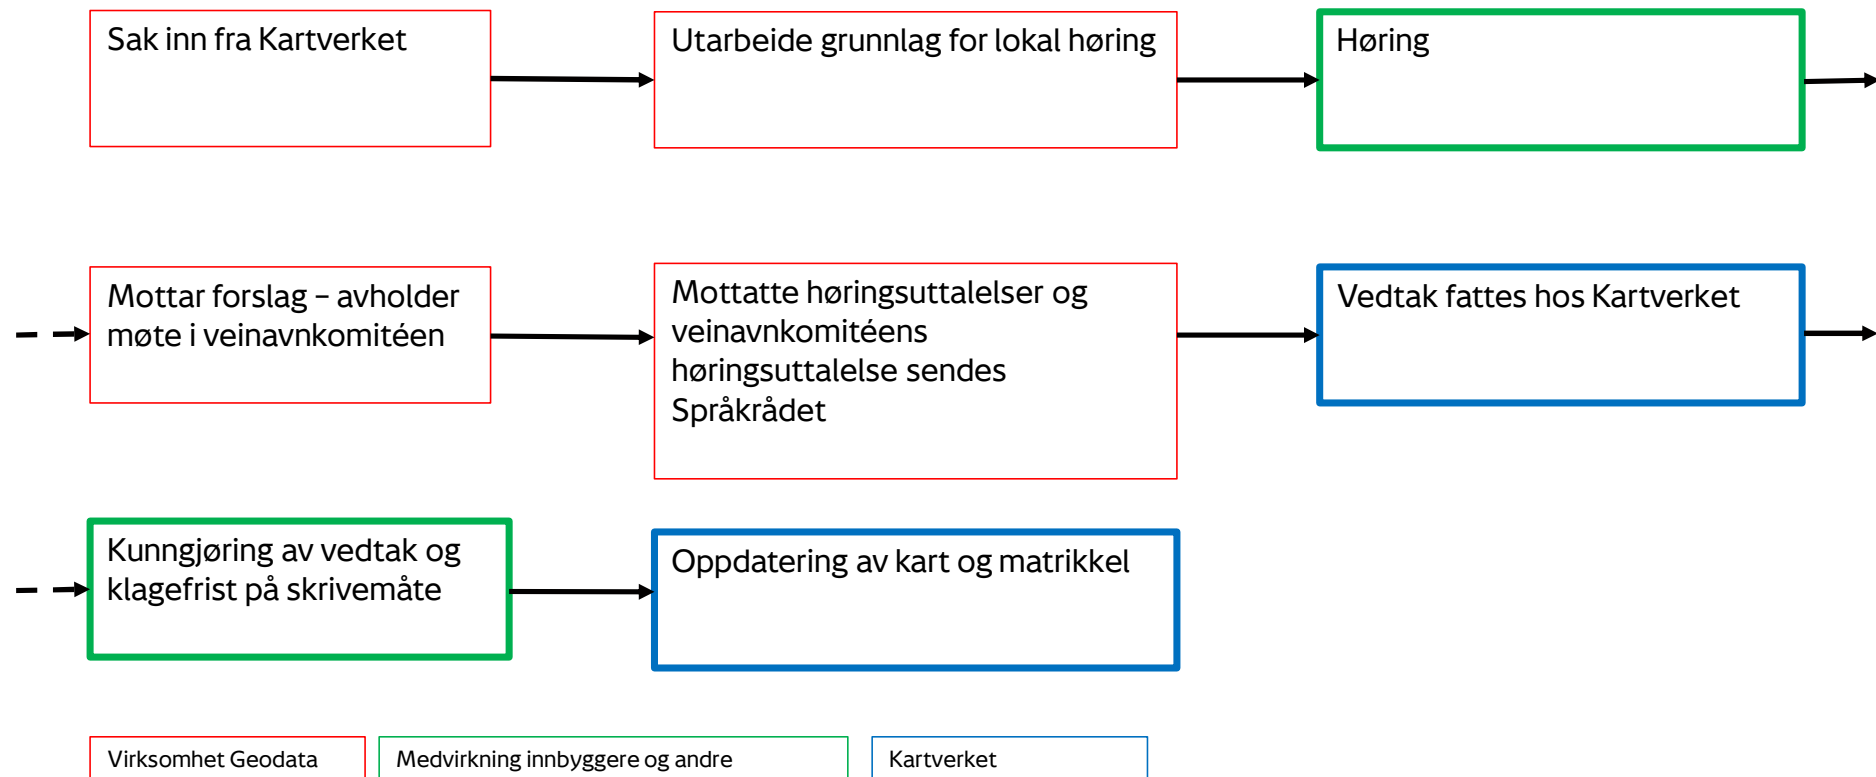 Sak inn fra Kartverket
Utarbeide grunnlag for lokal høring
Høring
Mottar forslag – avholder
møte i veinavnkomitéen
Mottatte høringsuttalelser og
veinavnkomitéens
høringsuttalelse sendes
Språkrådet
Vedtak fattes hos Kartverket
Kunngjøring av vedtak og
klagefrist på skrivemåte
Oppdatering av kart og matrikkel
Virksomhet Geodata
Medvirkning innbyggere og andre
Kartverket